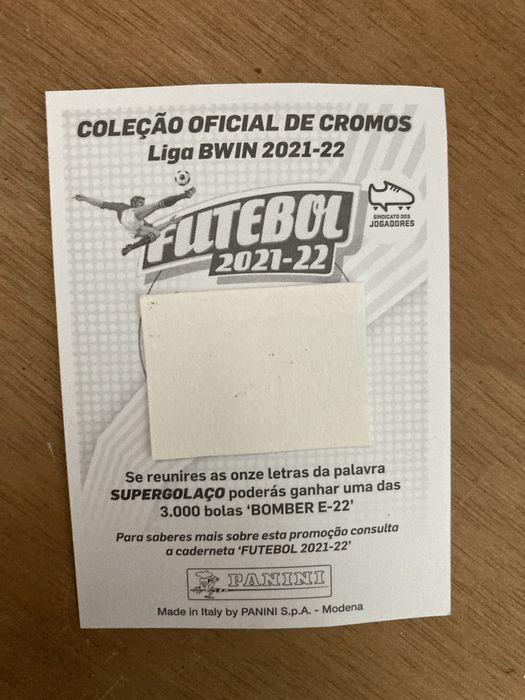 COLEÇÃO OFICIAL DE CROMOS
Liga BWIN 2021-22
FUTEBOL
2021-22
SINDICATO DOS
JOGADORES
Se reunires as onze letras da palavra
SUPERGOLAÇO poderás ganhar uma das
3.000 bolas ‘BOMBER E-22’
Para saberes mais sobre esta promoção consulta
a caderneta ‘FUTEBOL 2021-22’
PANINI
Made in Italy by PANINI S.p.A. - Modena